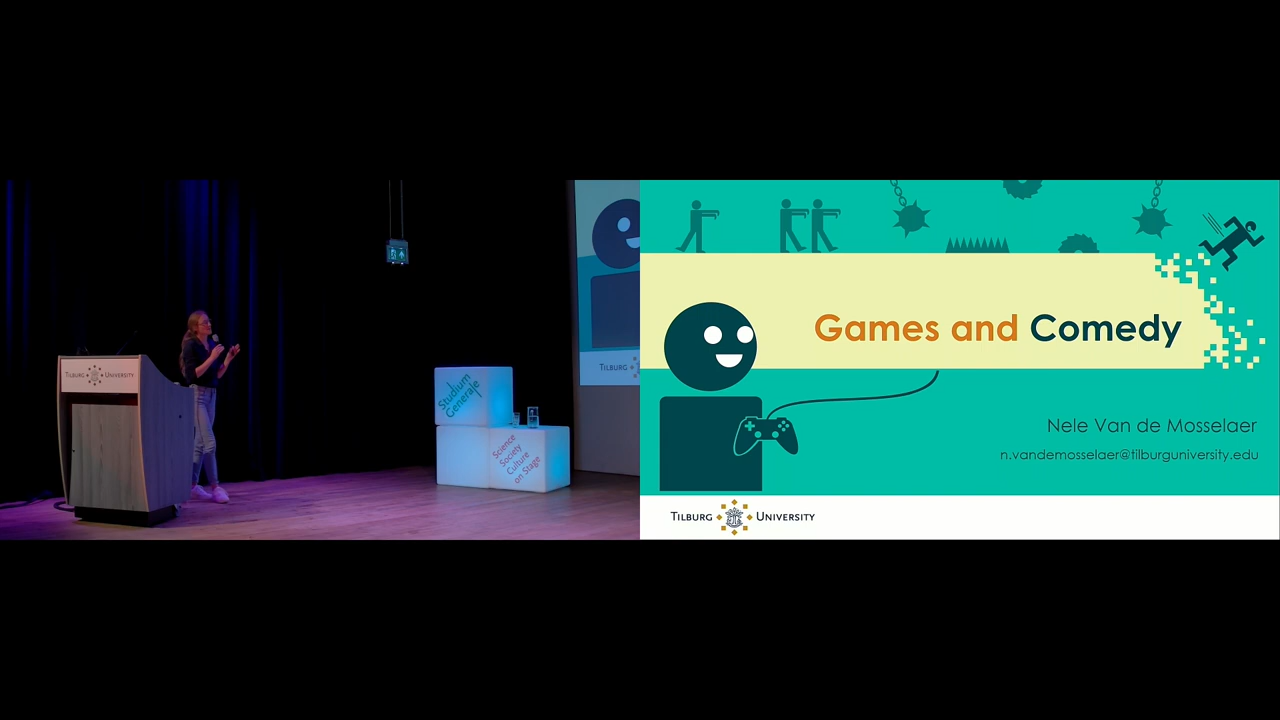 TILBURG UNIVERSITY
Studium
Generale
Science
Society
Culture
on Stage
TILBURG
Games and Comedy
Nele Van de Mosselaer
n.vandemosselaer@tilburguniversity.edu
TILBURG UNIVERSITY